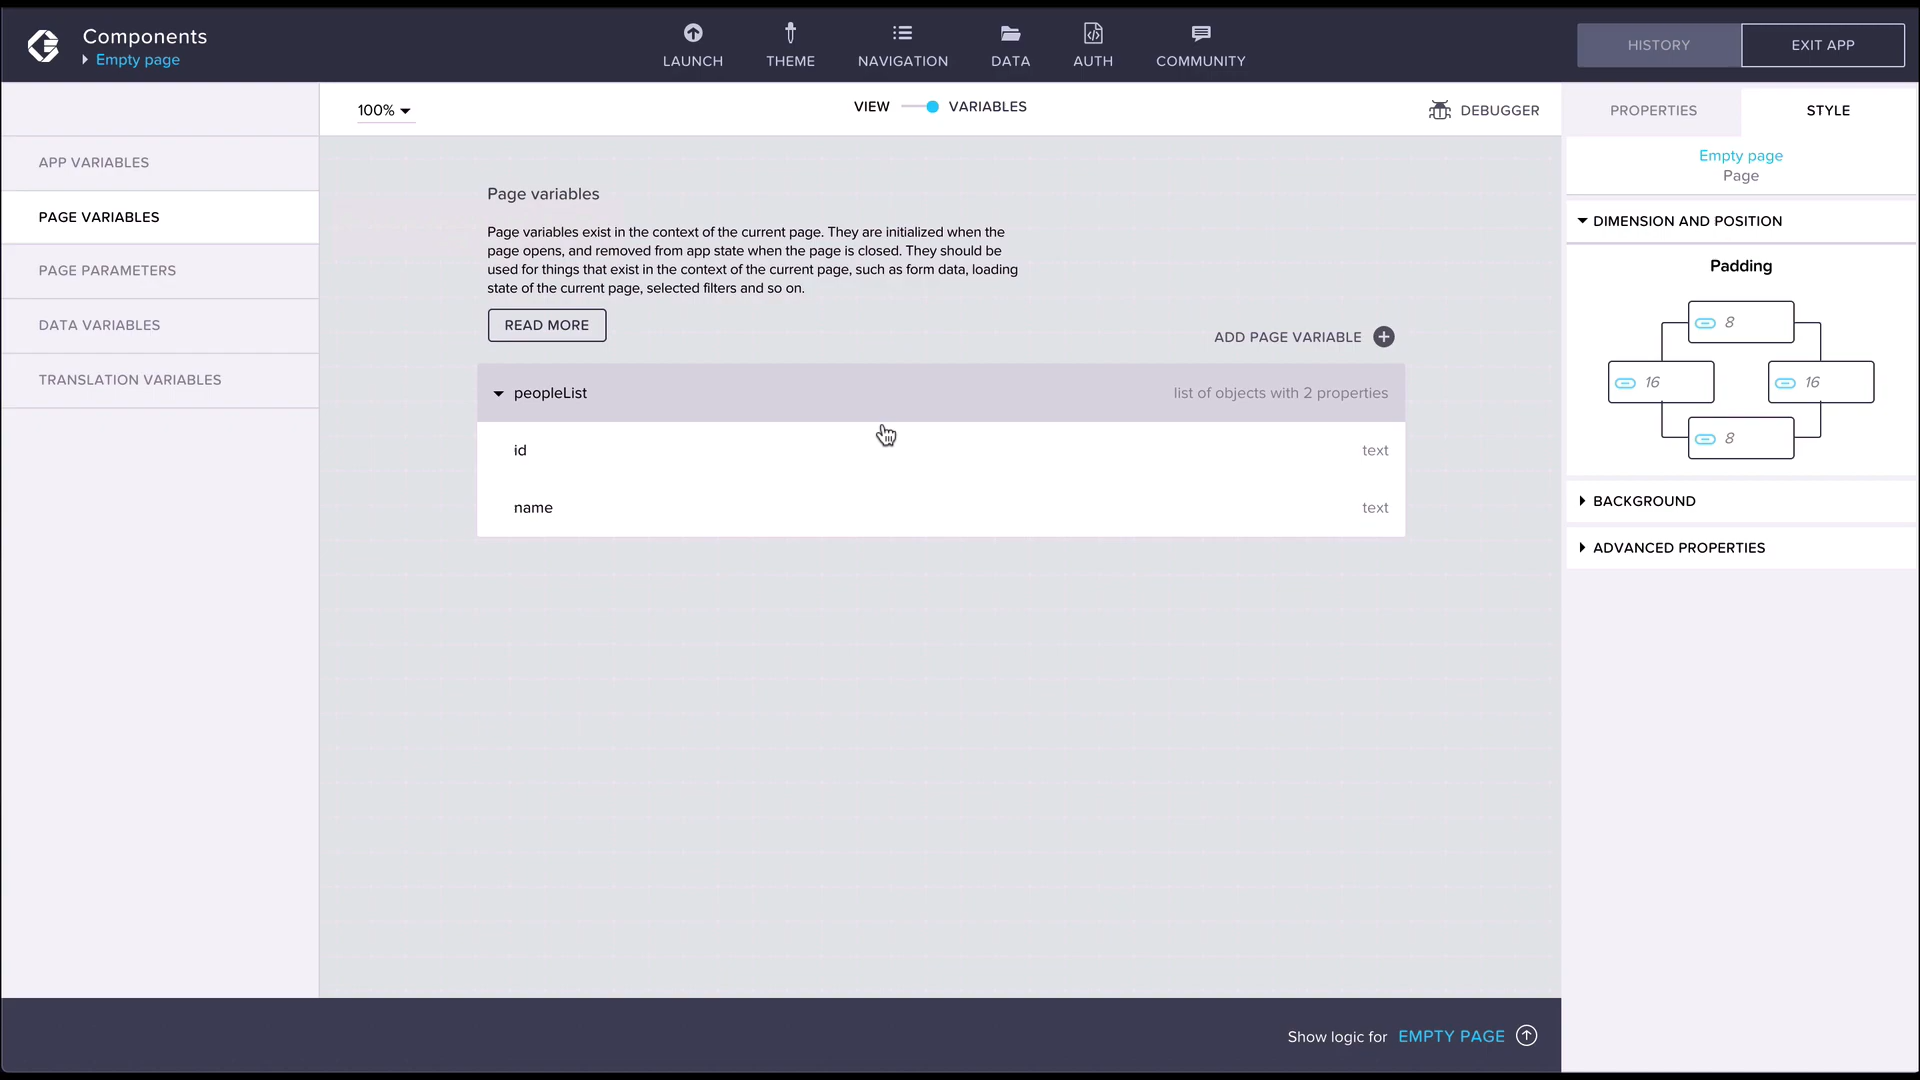 Components
Empty page
LAUNCH
THEME
NAVIGATION
DATA
AUTH
COMMUNITY
HISTORY
EXIT APP
100%
VIEW
VARIABLES
DEBUGGER
PROPERTIES
STYLE
APP VARIABLES
PAGE VARIABLES
PAGE PARAMETERS
DATA VARIABLES
TRANSLATION VARIABLES
Page variables
Page variables exist in the context of the current page. They are initialized when the
page opens, and removed from app state when the page is closed. They should be
used for things that exist in the context of the current page, such as form data, loading
state of the current page, selected filters and so on.
READ MORE
ADD PAGE VARIABLE
peopleList
list of objects with 2 properties
id
text
name
text
Empty page
Page
DIMENSION AND POSITION
Padding
8
16
16
8
BACKGROUND
ADVANCED PROPERTIES
Show logic for EMPTY PAGE